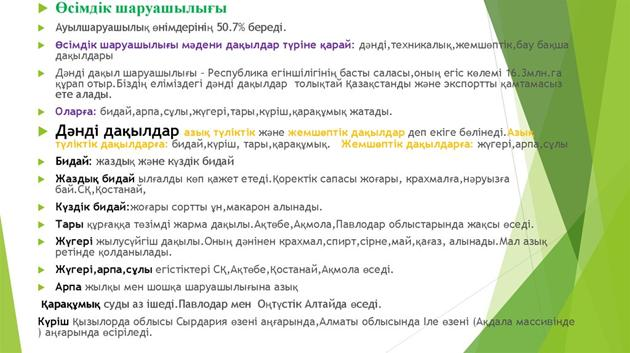 Өсімдік шаруашылығы
Ауылшаруашылық өнімдерінің 50.7% береді.
Өсімдік шаруашылығы мәдени дақылдар түріне қарай: дәнді,техникалық,жемшөптік,бау бақша
дақылдары
Дәнді дақыл шаруашылығы – Республика егіншілігінің басты саласы,оның егіс көлемі 16.3млн.га
құрап отыр.Біздің еліміздегі дәнді дақылдар толықтай Қазақстанды және экспортты қамтамасыз
ете алады.
Оларға: бидай,арпа,сұлы,жүгері,тары,күріш,қарақұмық жатады.
Дәнді дақылдар азық түліктік және жемшөптік дақылдар деп екіге бөлінеді.Азық
түліктік дақылдарға: бидай,күріш, тары,қарақұмық. Жемшөптік дақылдарға: жүгері,арпа,сұлы
Бидай: жаздық және күздік бидай
Жаздық бидай ылғалды көп қажет етеді.Қоректік сапасы жоғары, крахмалға,нәруызға
бай.СҚ,Қостанай,
Күздік бидай:жоғары сортты ұн,макарон алынады.
Тары құрғаққа төзімді жарма дақылы.Ақтөбе,Ақмола,Павлодар облыстарында жақсы өседі.
Жүгері жылусүйгіш дақылы.Оның дәнінен крахмал,спирт,сірне,май,қағаз, алынады.Мал азық
ретінде қолданылады.
Жүгері,арпа,сұлы егістіктері СҚ,Ақтөбе,Қостанай,Ақмола өседі.
Арпа жылқы мен шошқа шаруашылығына азық
Қарақұмық суды аз ішеді.Павлодар мен Оңтүстік Алтайда өседі.
Күріш Қызылорда облысы Сырдария өзені аңғарында,Алматы облысында Іле өзені (Ақдала массивінде
) аңғарында өсіріледі.